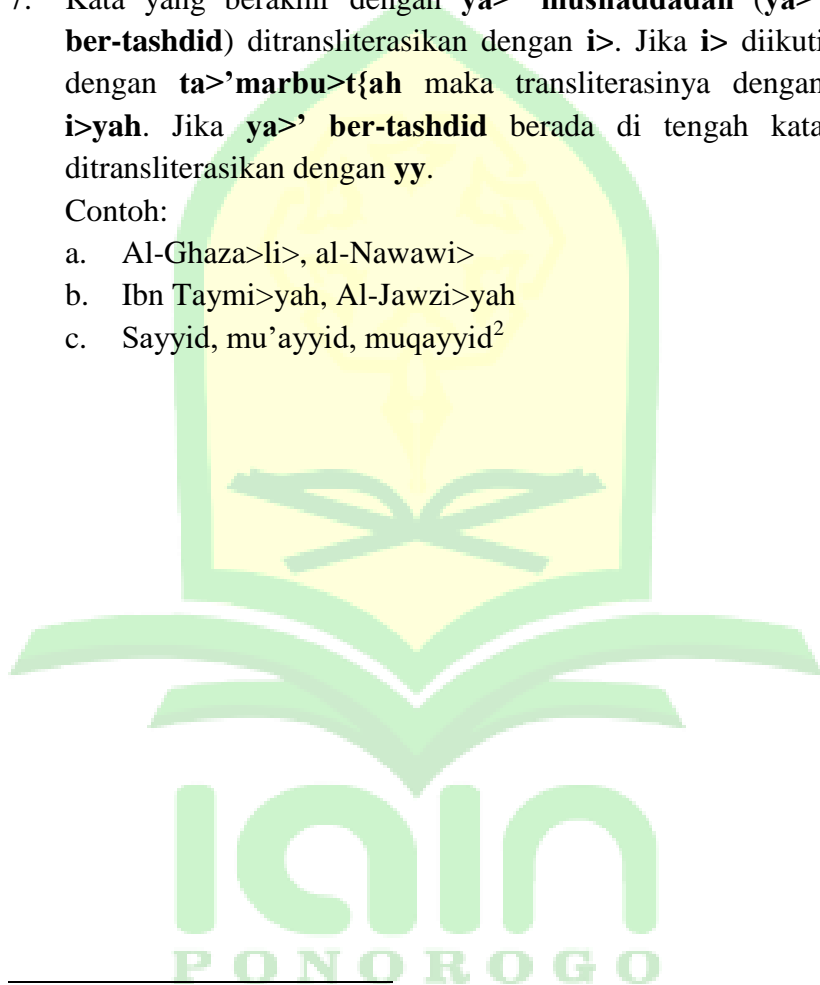 7. Kata yang berakhir dengan ya>' mushaddadah (ya>'
ber-tashdid) ditransliterasikan dengan i>. Jika i> diikuti
dengan ta>’marbu>t{ah maka transliterasinya dengan
i>yah. Jika ya>’ ber-tashdid berada di tengah kata
ditransliterasikan dengan yy.
Contoh:
a. Al-Ghaza>li>, al-Nawawi>
b. Ibn Taymi>yah, Al-Jawzi>yah
c. Sayyid, mu’ayyid, muqayyid2
IAIN
PONOROGO